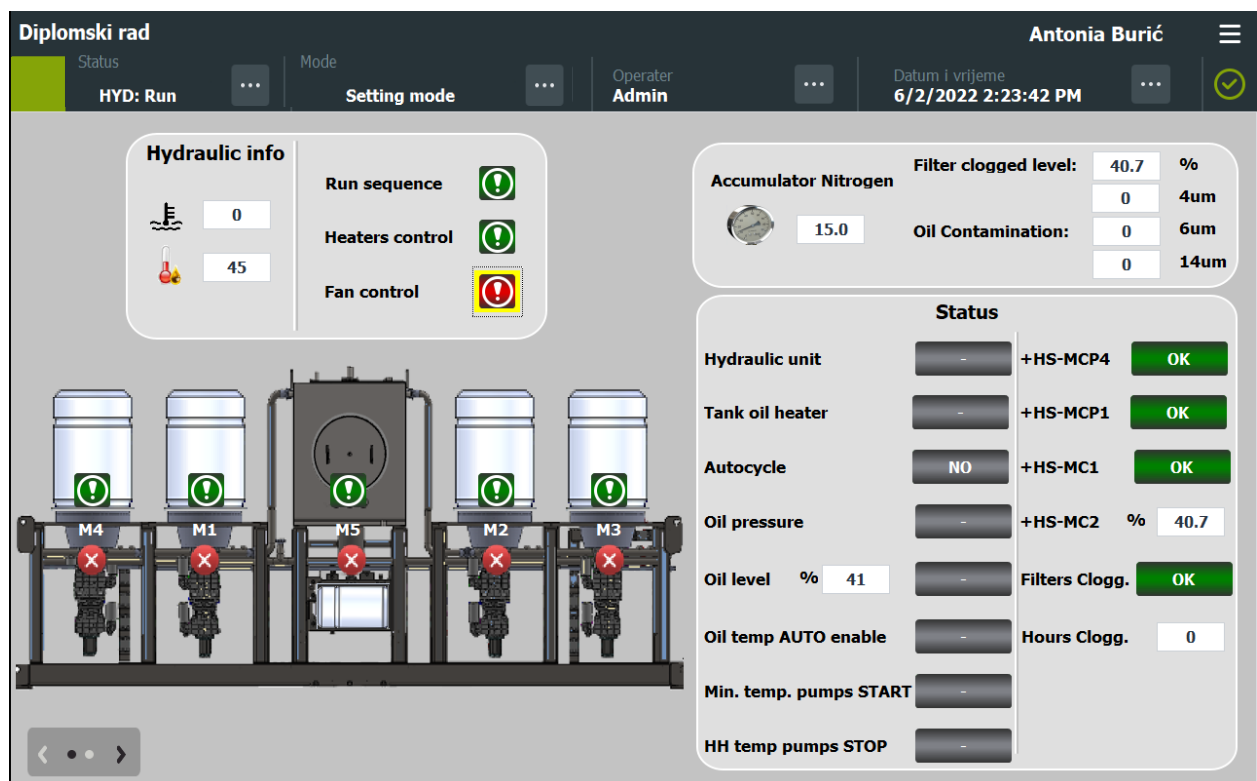 Diplomski rad
Antonia Burić
Status
HYD: Run
...
Mode
Setting mode
...
Operater
Admin
...
Datum i vrijeme
6/2/2022 2:23:42 PM
...
Hydraulic info
0
45
Run sequence
Heaters control
Fan control
Accumulator Nitrogen
15.0
Filter clogged level: 40.7 %
0 4um
Oil Contamination: 0 6um
0 14um
Status
Hydraulic unit - +HS-MCP4 OK
Tank oil heater - +HS-MCP1 OK
Autocycle NO +HS-MC1 OK
Oil pressure - +HS-MC2 % 40.7
Oil level % 41 - Filters Clogg. OK
Oil temp AUTO enable - Hours Clogg. 0
Min. temp. pumps START -
HH temp pumps STOP -
M4 M1 M5 M2 M3